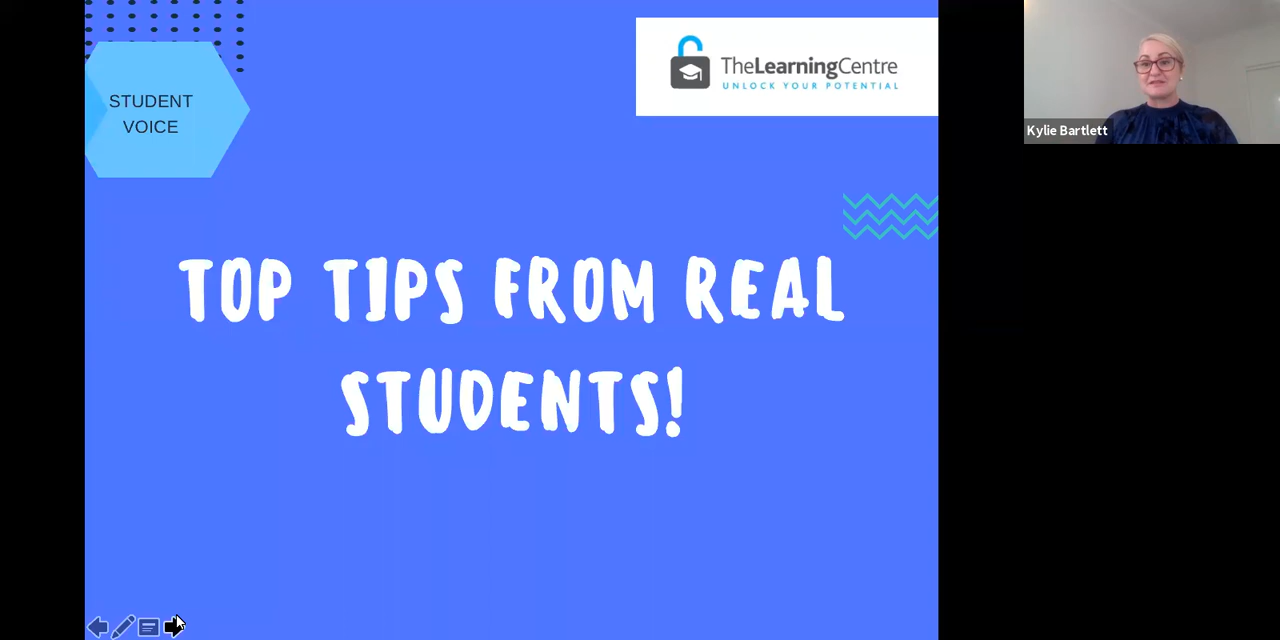 STUDENT
VOICE
TheLearningCentre
UNLOCK YOUR POTENTIAL
Kylie Bartlett
TOP TIPS FROM REAL
STUDENTS!